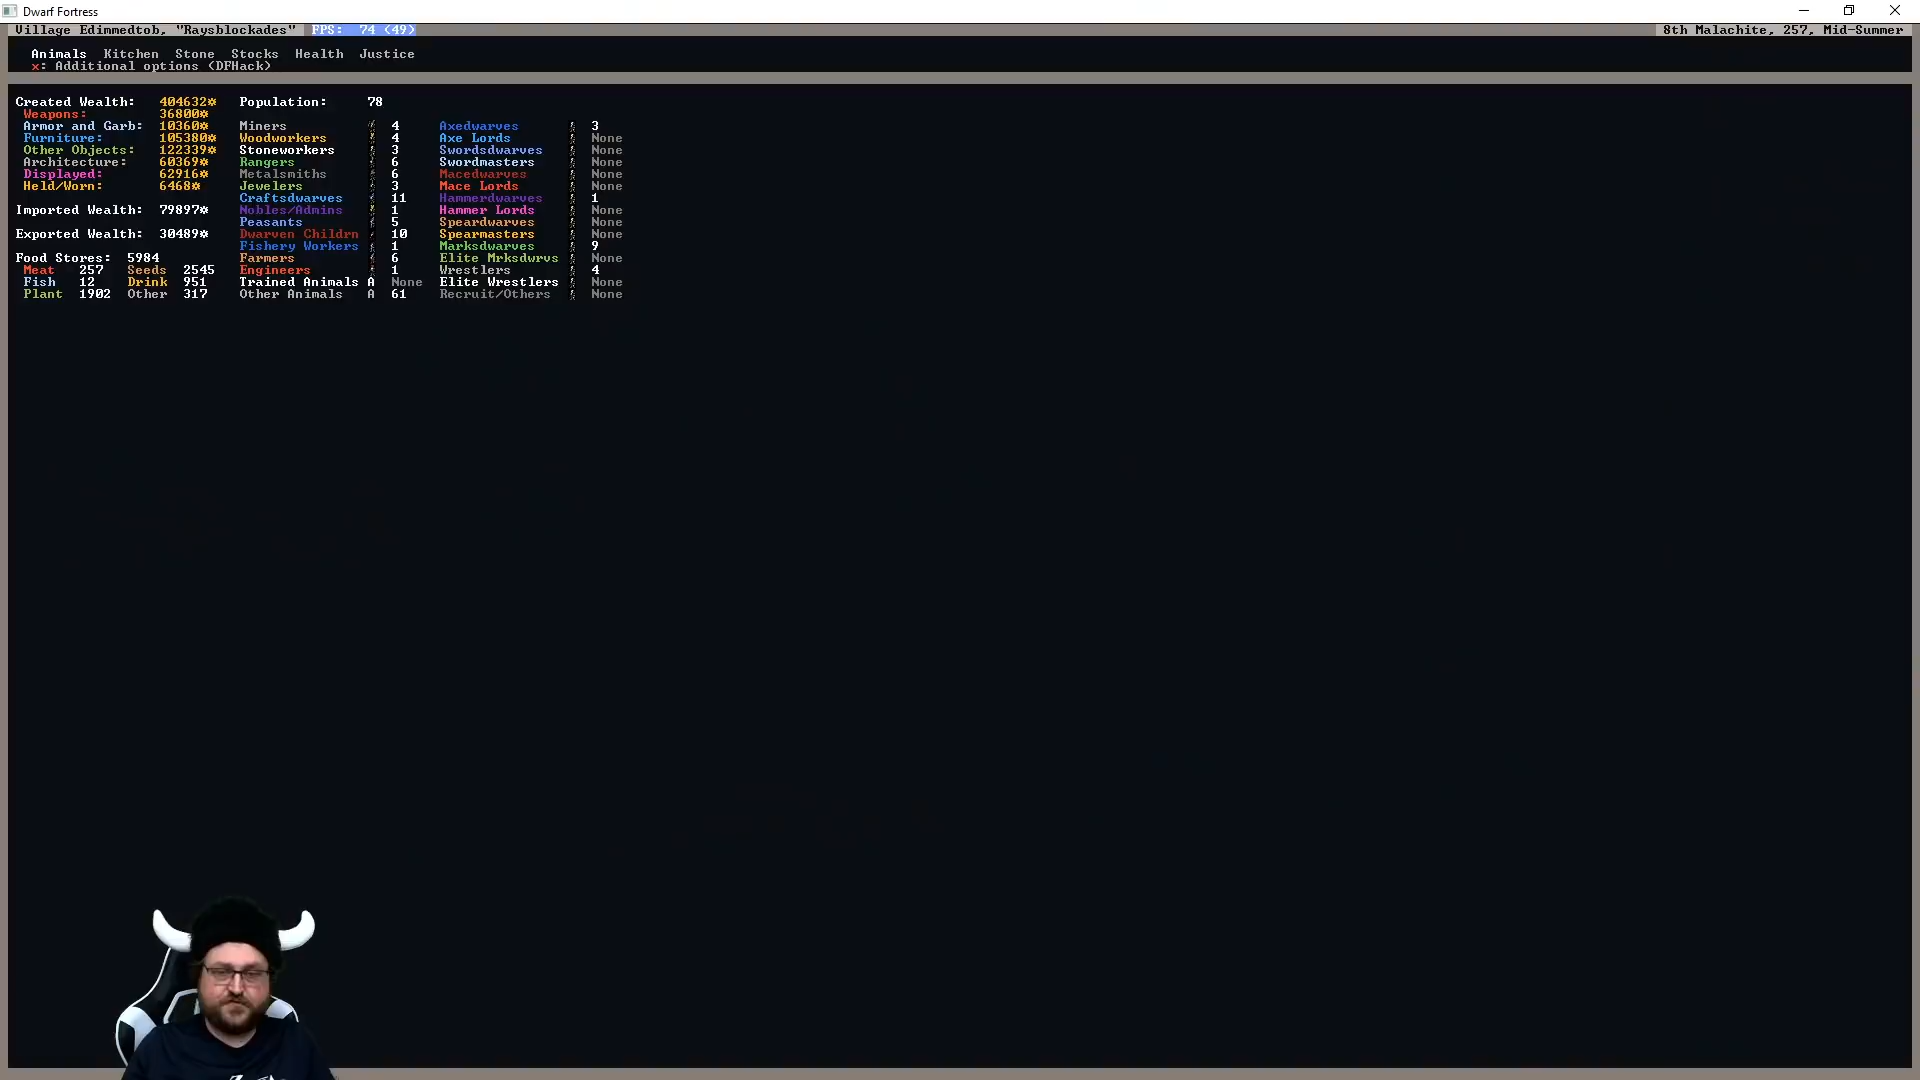 Dwarf Fortress
Village Edimmedtob, "Raysblockades" FPS: 74 (49) 8th Malachite, 257, Mid-Summer
Animals Kitchen Stone Stocks Health Justice
x: Additional options (DFHack)
Created Wealth: 404632☼ Population: 78
Weapons: 36800☼
Armor and Garb: 10360☼ Miners 4 Axedwarves 3
Furniture: 105380☼ Woodworkers 4 Axe Lords None
Other Objects: 122339☼ Stoneworkers 3 Swordsdwarves None
Architecture: 60369☼ Rangers 6 Swordmasters None
Displayed: 62916☼ Metalsmiths 6 Macedwarves None
Held/Worn: 6468☼ Jewelers 3 Mace Lords None
Craftsdwarves 11 Hammerdwarves 1
Imported Wealth: 79897☼ Nobles/Admins 1 Hammer Lords None
Peasants 5 Speardwarves None
Exported Wealth: 30489☼ Dwarven Childrn 10 Spearmasters None
Fishery Workers 1 Marksdwarves 9
Food Stores: 5984 Farmers 6 Elite Mrksdwrvs None
Meat 257 Seeds 2545 Engineers 1 Wrestlers 4
Fish 12 Drink 951 Trained Animals A None Elite Wrestlers None
Plant 1902 Other 317 Other Animals A 61 Recruit/Others None